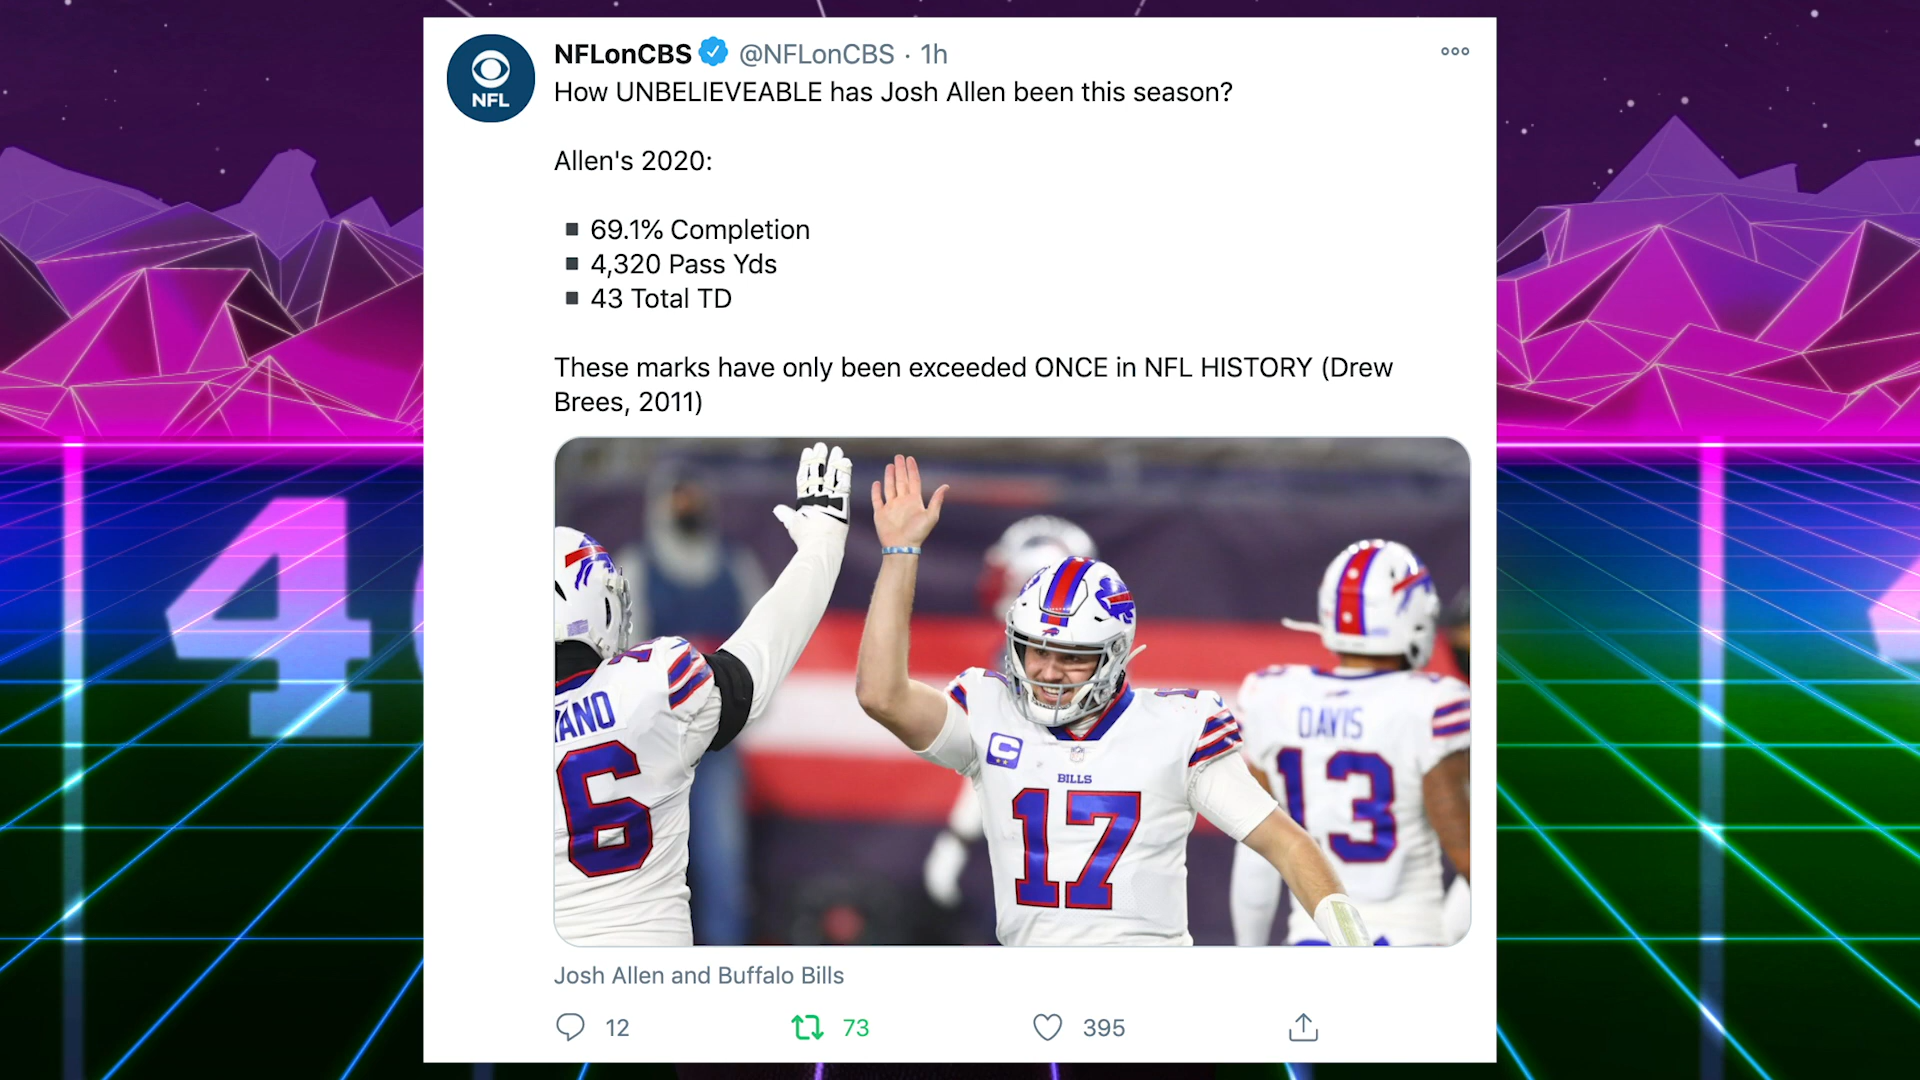 NFLonCBS @NFLonCBS · 1h
NFL
How UNBELIEVEABLE has Josh Allen been this season?
Allen's 2020:
▪ 69.1% Completion
▪ 4,320 Pass Yds
▪ 43 Total TD
These marks have only been exceeded ONCE in NFL HISTORY (Drew
Brees, 2011)
4
ANO
6
C
BILLS
17
DAVIS
13
Josh Allen and Buffalo Bills
12 73 395